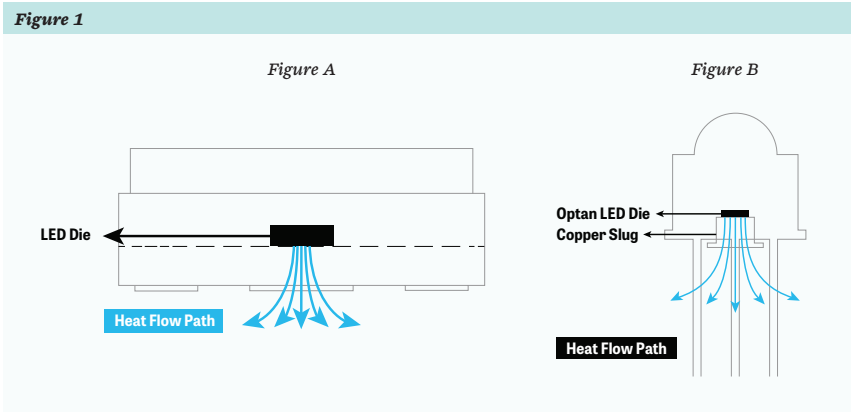 Figure 1
Figure A
Figure B
LED Die
Heat Flow Path
Optan LED Die
Copper Slug
Heat Flow Path